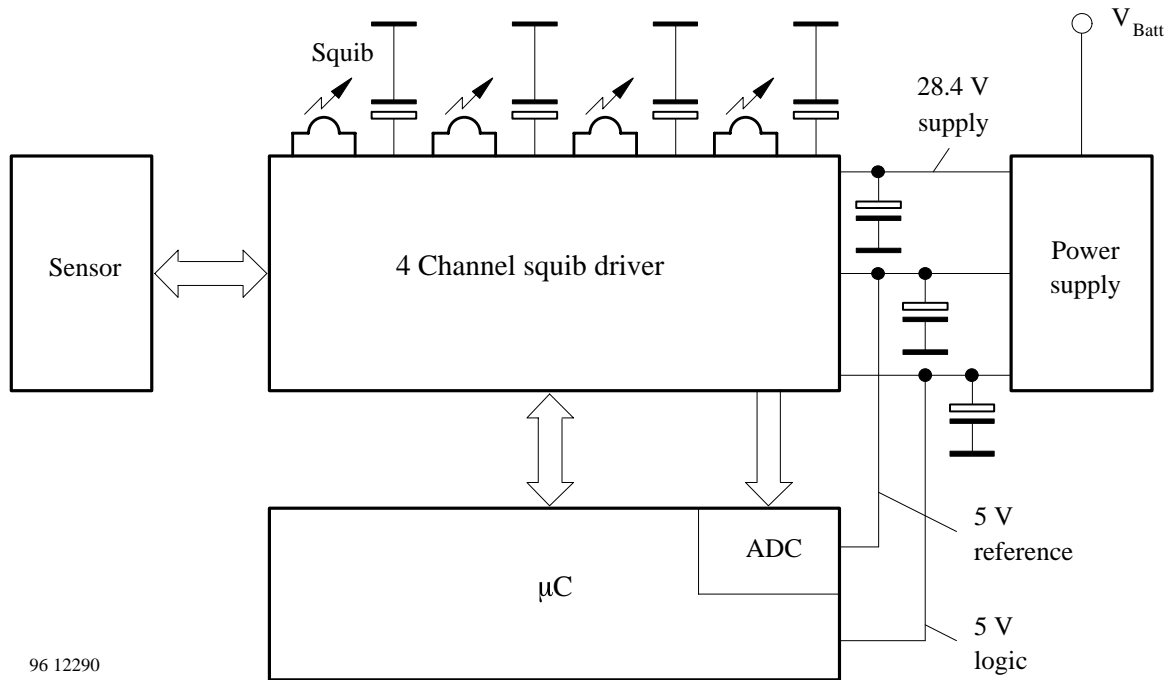 V_Batt
Squib
28.4 V
supply
Sensor
4 Channel squib driver
Power
supply
5 V
reference
ADC
μC
5 V
logic
96 12290